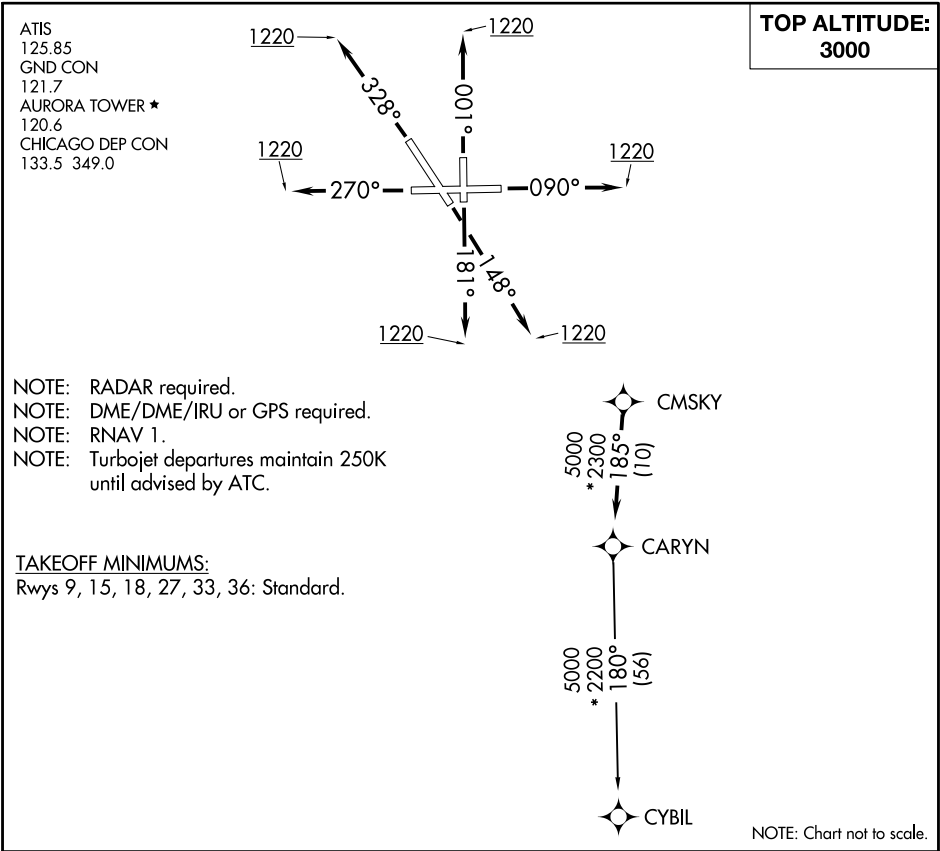 ATIS
125.85
GND CON
121.7
AURORA TOWER ★
120.6
CHICAGO DEP CON
133.5 349.0
TOP ALTITUDE:
3000
1220
1220
328°
001°
1220
1220
270°
090°
181°
148°
1220
1220
NOTE: RADAR required.
NOTE: DME/DME/IRU or GPS required.
NOTE: RNAV 1.
NOTE: Turbojet departures maintain 250K
until advised by ATC.
TAKEOFF MINIMUMS:
Rwys 9, 15, 18, 27, 33, 36: Standard.
CMSKY
5000
*2300
185°
(10)
CARYN
5000
*2200
180°
(56)
CYBIL
NOTE: Chart not to scale.